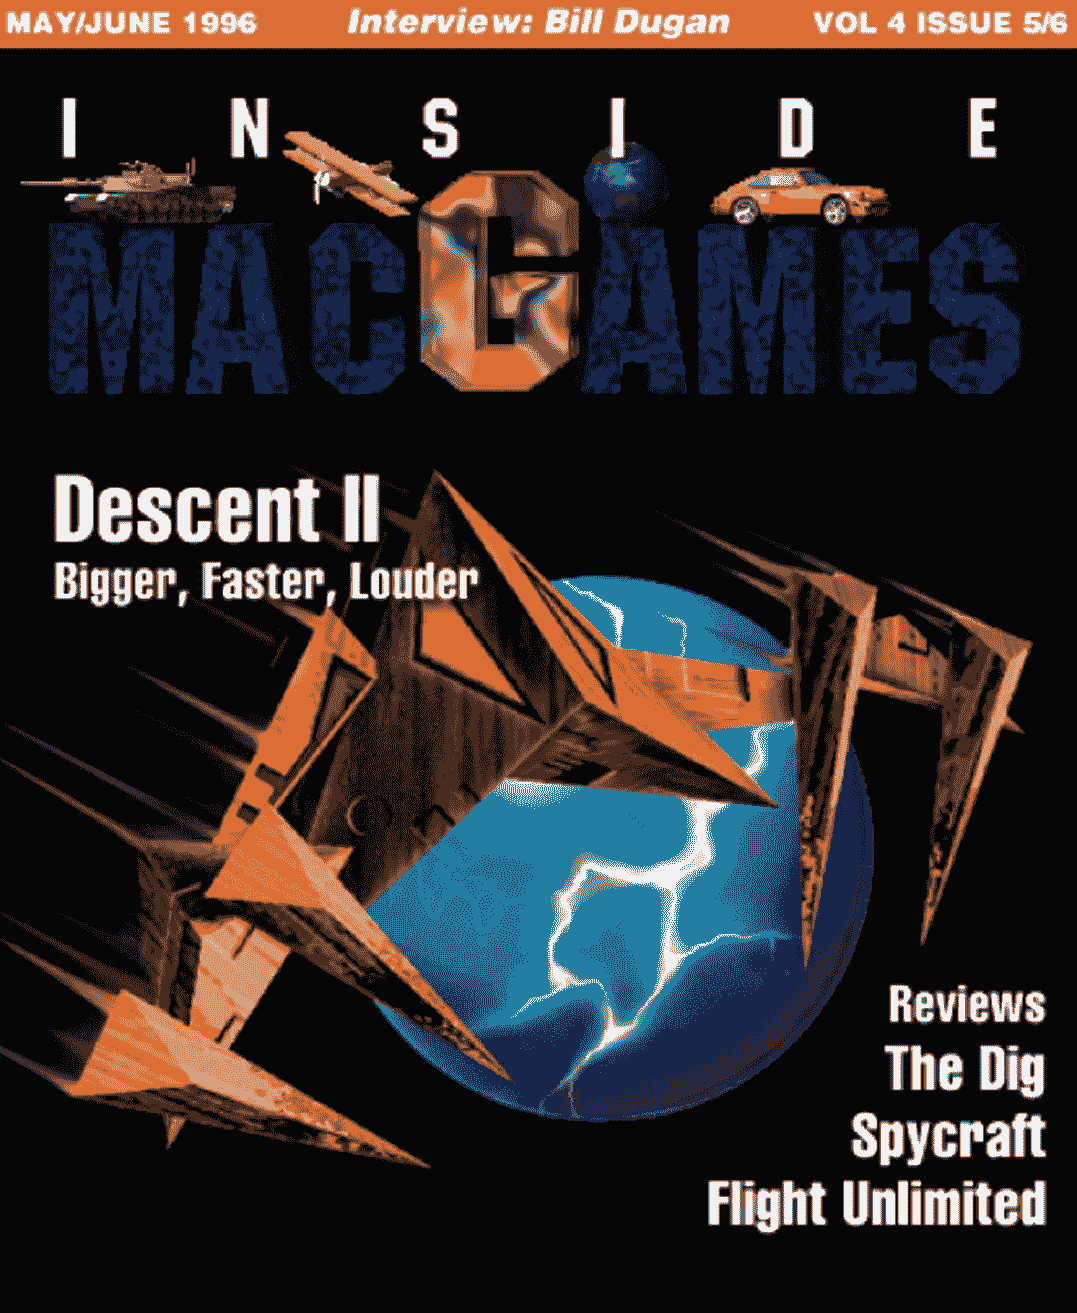 MAY/JUNE 1996 Interview: Bill Dugan VOL 4 ISSUE 5/6
INSIDE
MACGAMES
Descent II
Bigger, Faster, Louder
Reviews
The Dig
Spycraft
Flight Unlimited